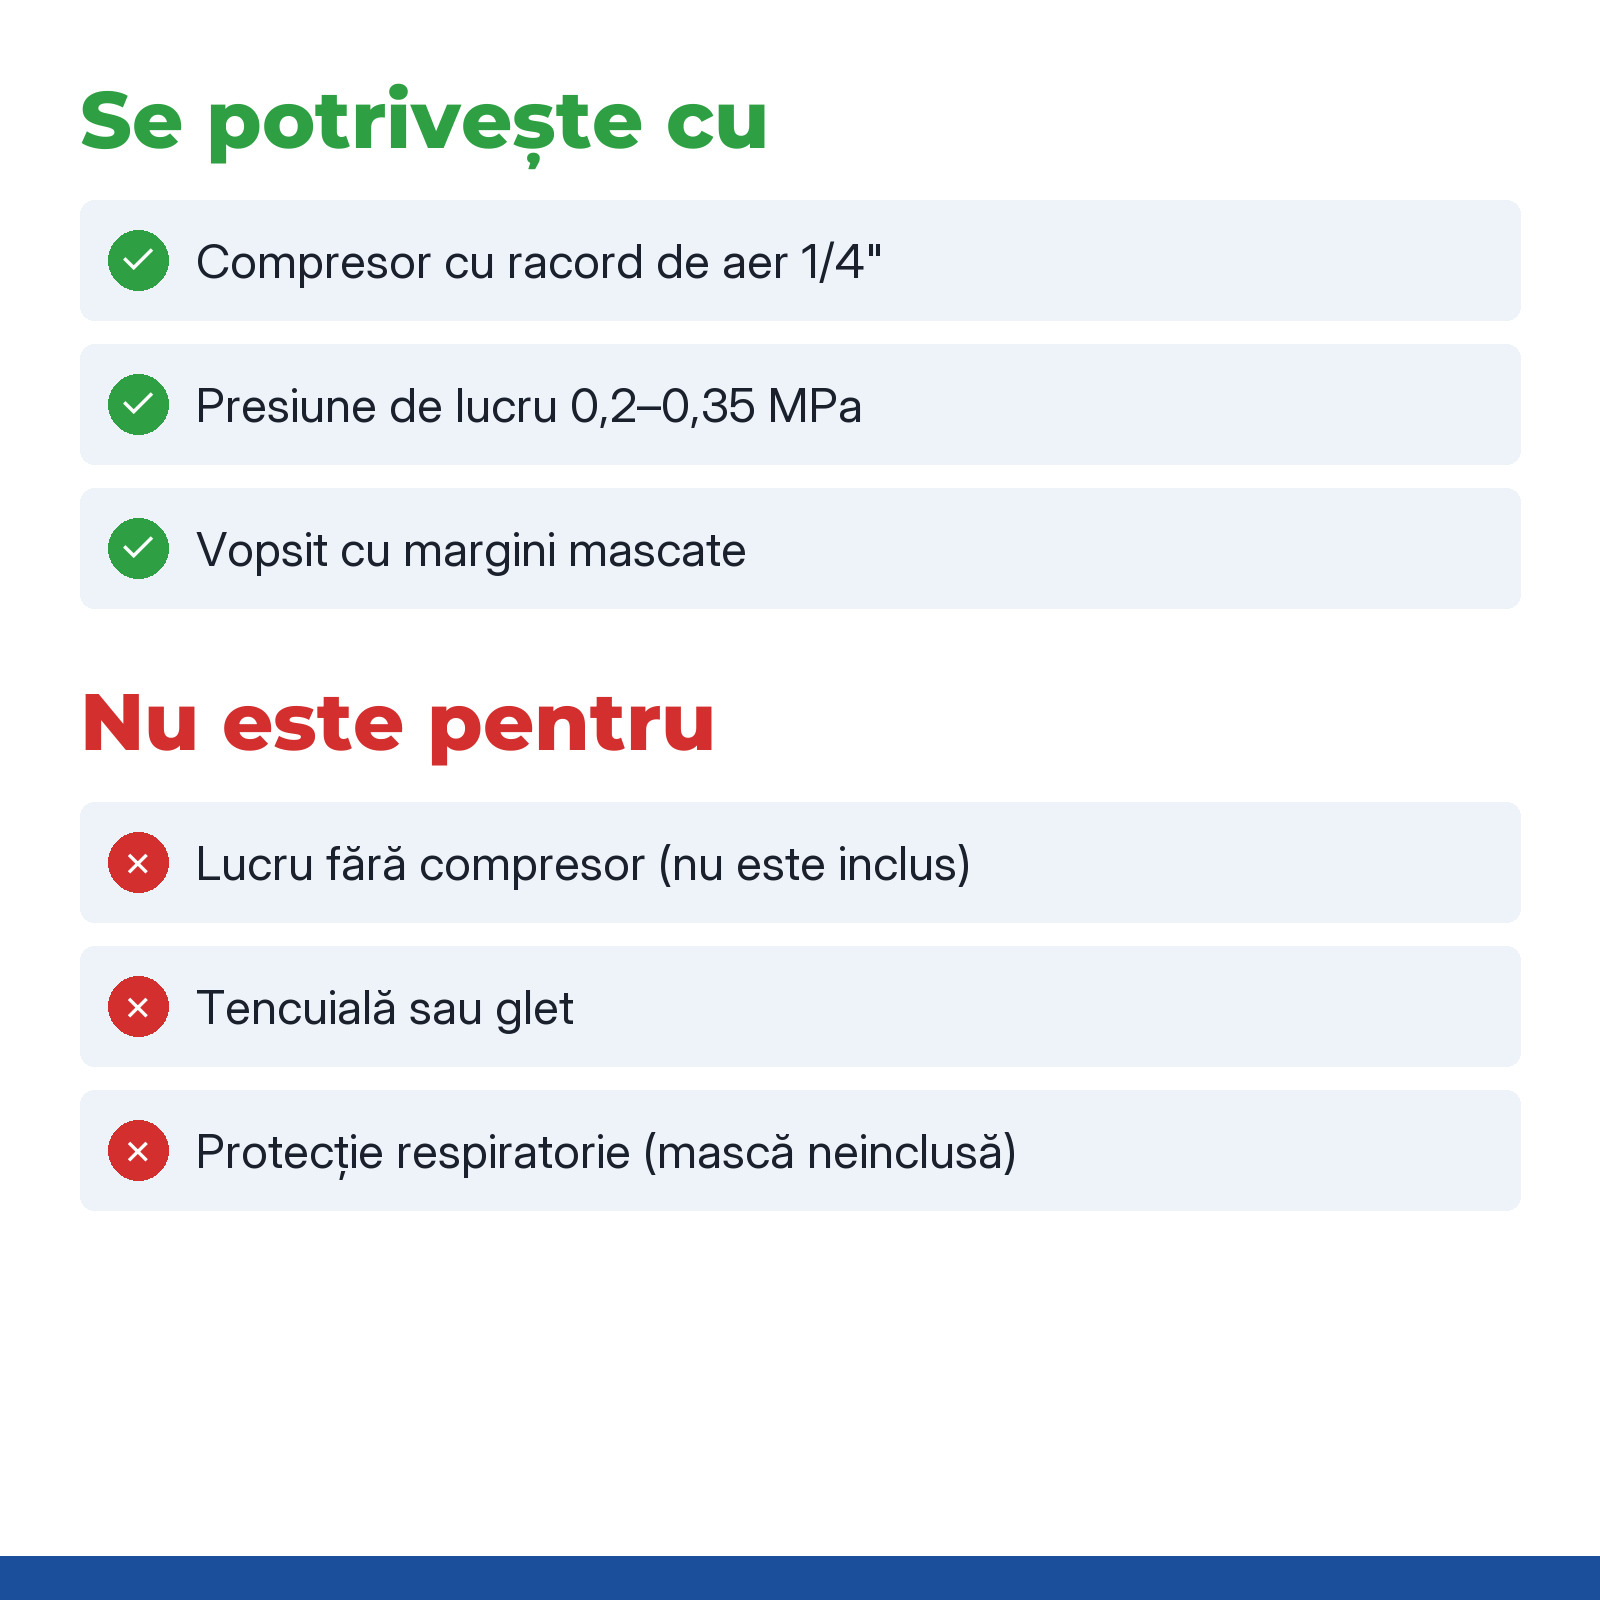 Se potrivește cu
Compresor cu racord de aer 1/4"
Presiune de lucru 0,2–0,35 MPa
Vopsit cu margini mascate
Nu este pentru
Lucru fără compresor (nu este inclus)
Tencuială sau glet
Protecție respiratorie (mască neinclusă)